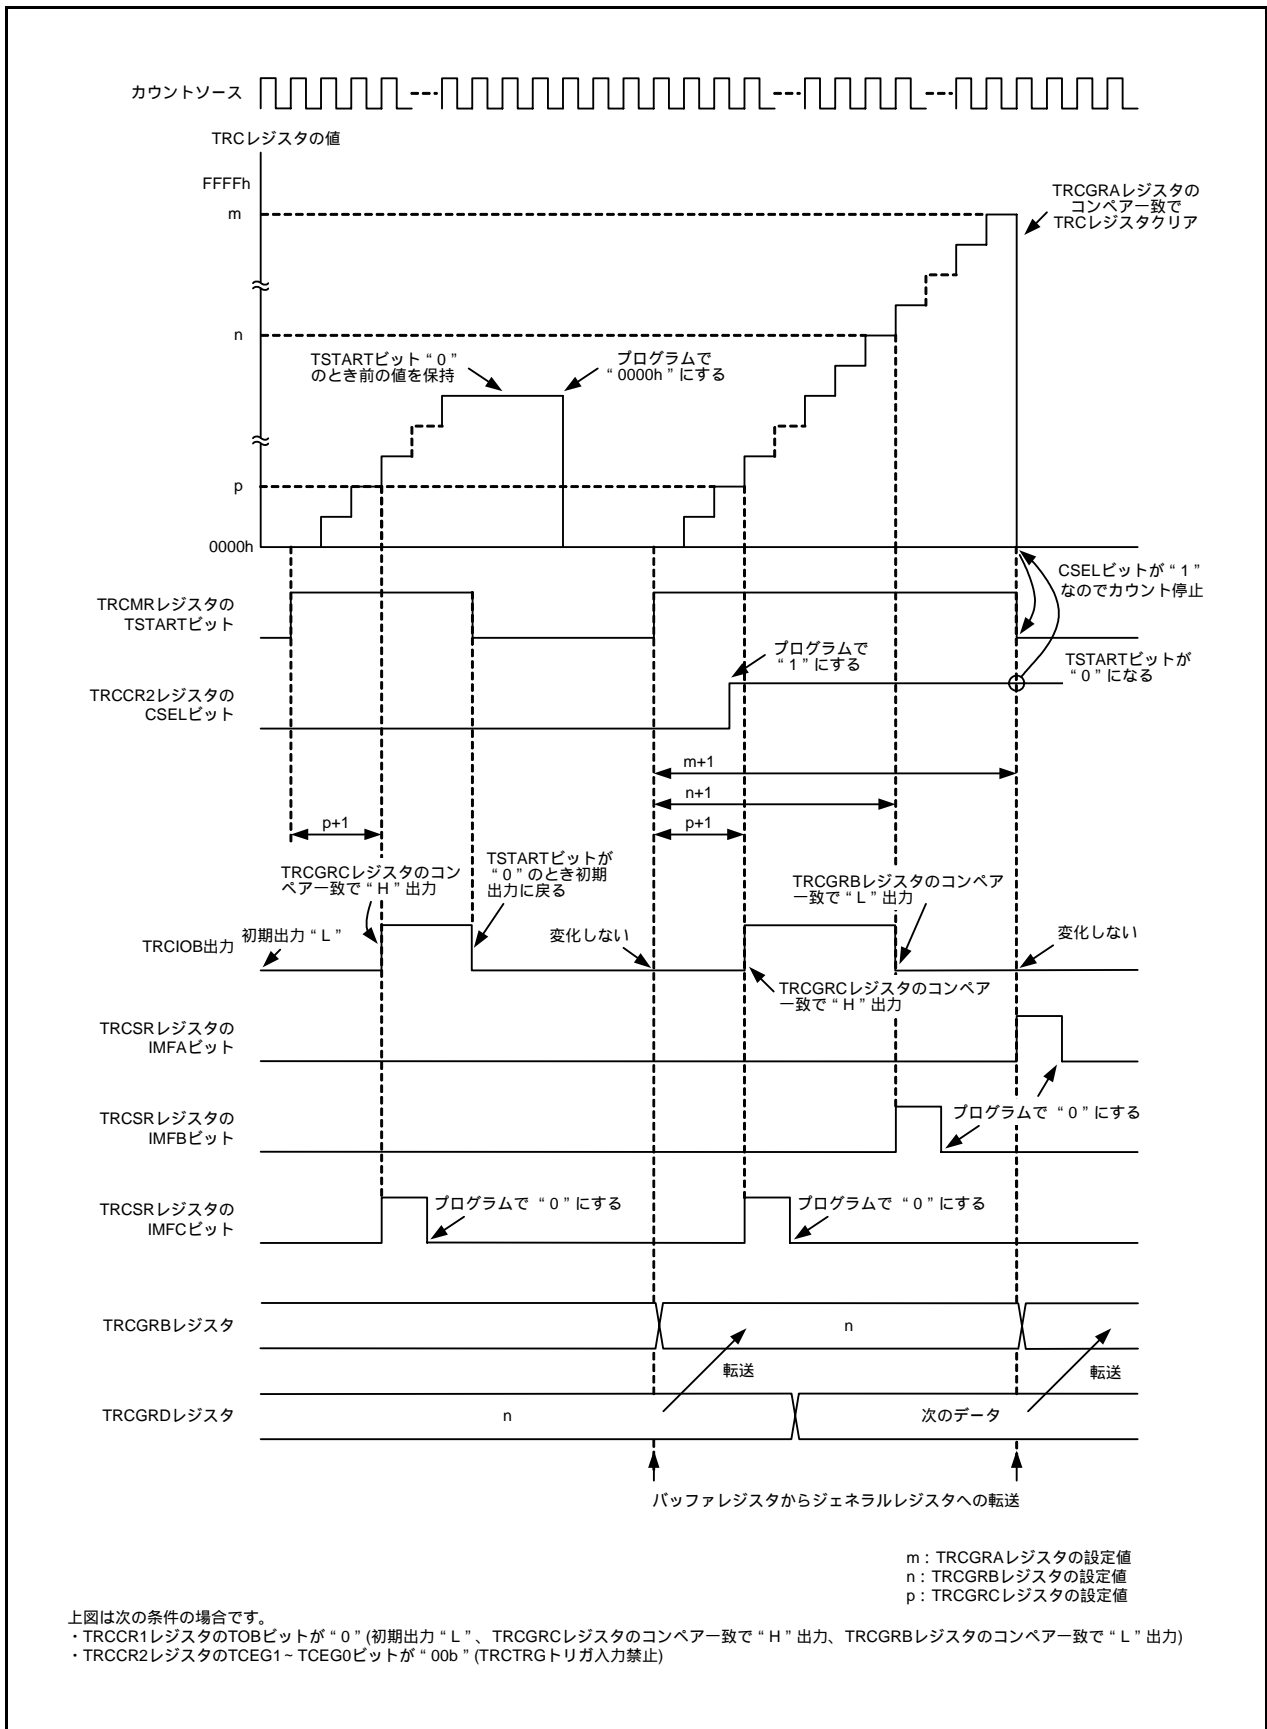 カウントソース
TRCレジスタの値
FFFFh
m
TRCGRAレジスタの
コンペア一致で
TRCレジスタクリア
n
TSTARTビット“0”
のとき前の値を保持
プログラムで
“0000h”にする
p
0000h
CSELビットが“1”
なのでカウント停止
TRCMRレジスタの
TSTARTビット
プログラムで
“1”にする
TSTARTビットが
“0”になる
TRCCR2レジスタの
CSELビット
m+1
n+1
p+1
p+1
TRCGRCレジスタのコン
ペア一致で“H”出力
TSTARTビットが
“0”のとき初期
出力に戻る
TRCGRBレジスタのコンペア
一致で“L”出力
TRCIOB出力
初期出力“L”
変化しない
変化しない
TRCGRCレジスタのコンペア
一致で“H”出力
TRCSRレジスタの
IMFAビット
プログラムで“0”にする
TRCSRレジスタの
IMFBビット
TRCSRレジスタの
IMFCビット
プログラムで“0”にする
プログラムで“0”にする
TRCGRBレジスタ
n
転送
転送
TRCGRDレジスタ
n
次のデータ
バッファレジスタからジェネラルレジスタへの転送
m:TRCGRAレジスタの設定値
n:TRCGRBレジスタの設定値
p:TRCGRCレジスタの設定値
上図は次の条件の場合です。
・TRCCR1レジスタのTOBビットが“0”(初期出力“L”、TRCGRCレジスタのコンペア一致で“H”出力、TRCGRBレジスタのコンペア一致で“L”出力)
・TRCCR2レジスタのTCEG1~TCEG0ビットが“00b”(TRCTRGトリガ入力禁止)